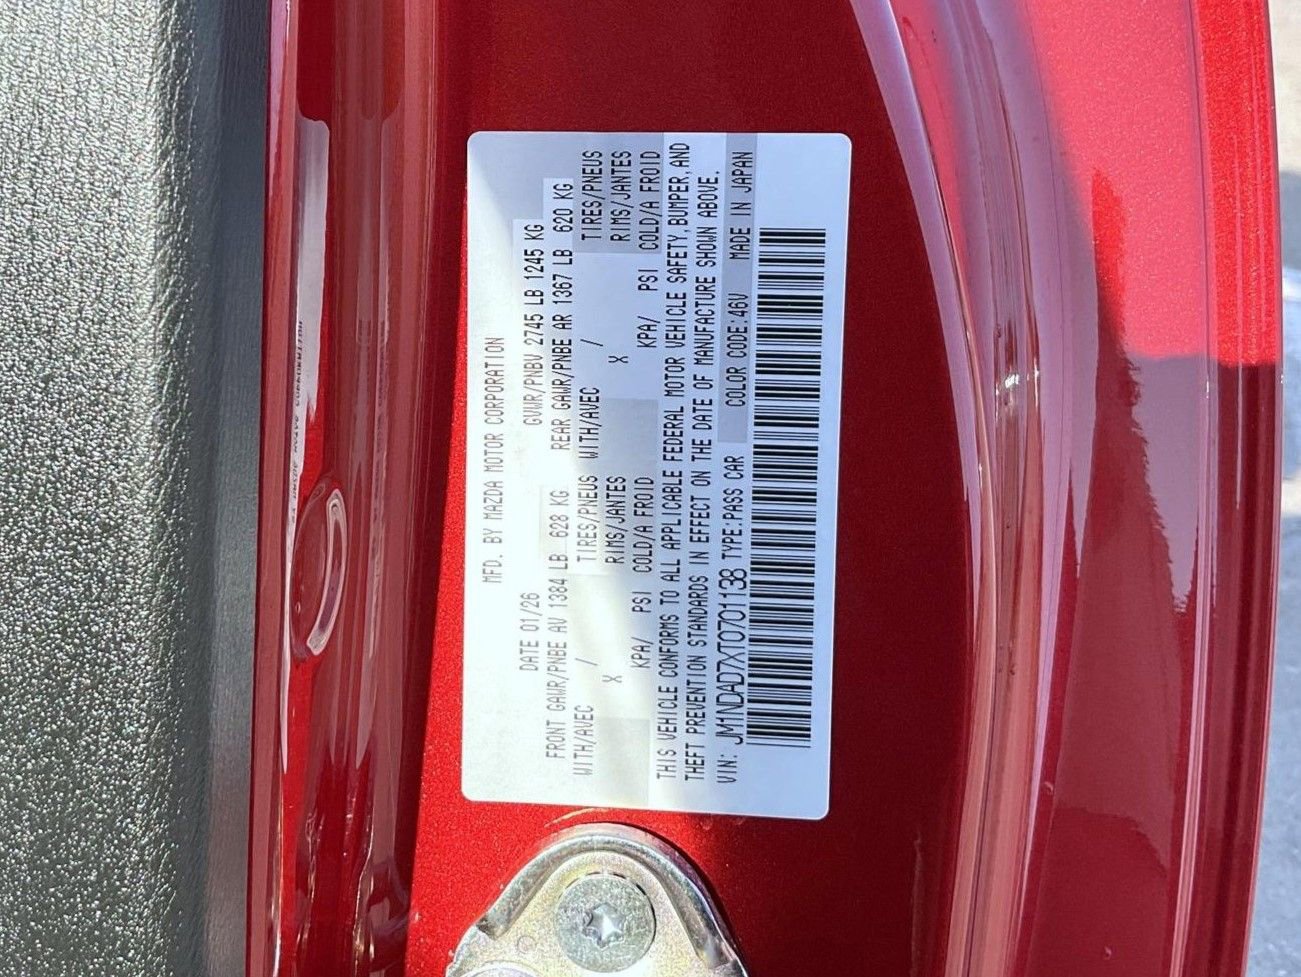 MFD. BY MAZDA MOTOR CORPORATION
DATE 01/26 GVWR/PNBV 2745 LB 1245 KG
FRONT GAWR/PNBE AV 1384 LB 628 KG REAR GAWR/PNBE AR 1367 LB 620 KG
WITH/AVEC / TIRES/PNEUS WITH/AVEC / TIRES/PNEUS
X RIMS/JANTES X RIMS/JANTES
KPA/ PSI COLD/A FROID KPA/ PSI COLD/A FROID
THIS VEHICLE CONFORMS TO ALL APPLICABLE FEDERAL MOTOR VEHICLE SAFETY, BUMPER, AND
THEFT PREVENTION STANDARDS IN EFFECT ON THE DATE OF MANUFACTURE SHOWN ABOVE.
VIN: JM1NDAD7XT0701138 TYPE:PASS CAR COLOR CODE:46V MADE IN JAPAN